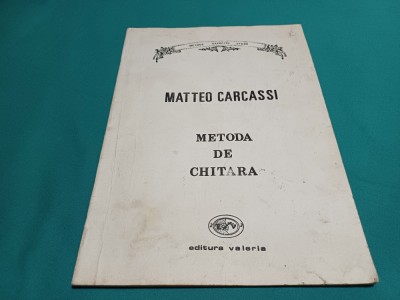 MATTEO CARCASSI
METODA
DE
CHITARA
editura valeria